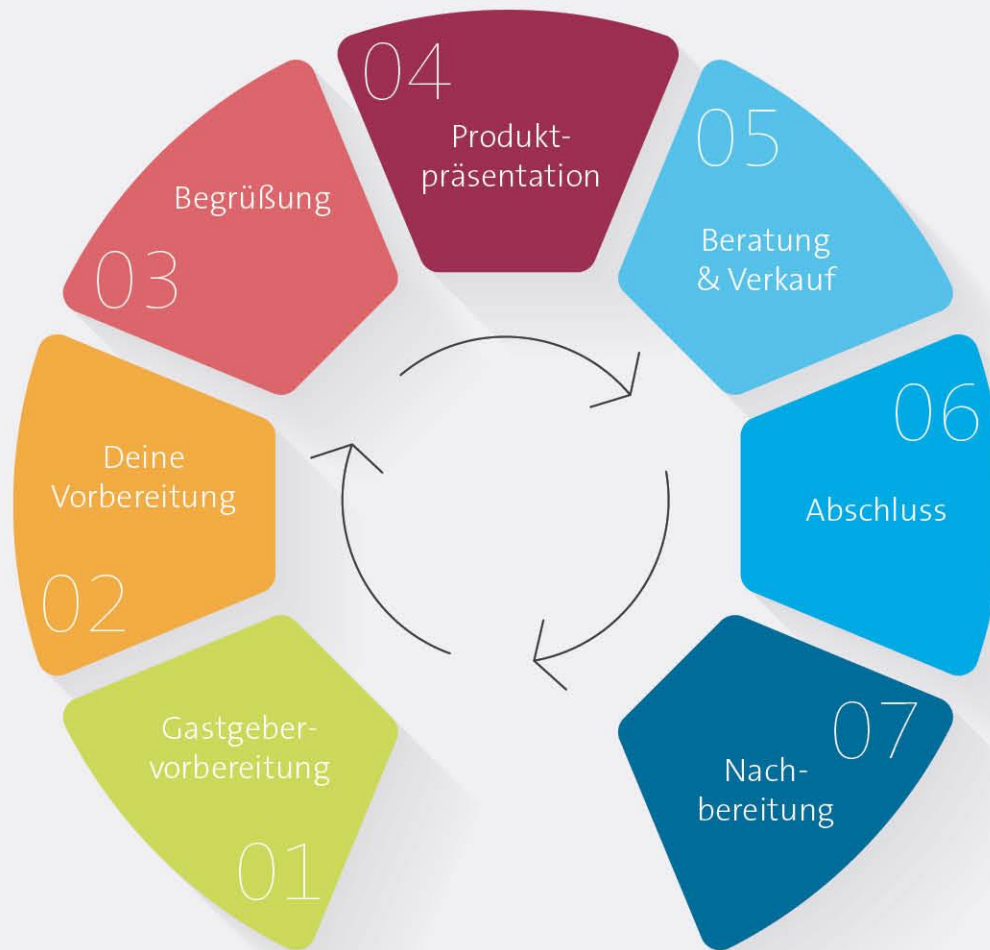 01
Gastgeber-
vorbereitung
02
Deine
Vorbereitung
03
Begrüßung
04
Produkt-
präsentation
05
Beratung
& Verkauf
06
Abschluss
07
Nach-
bereitung